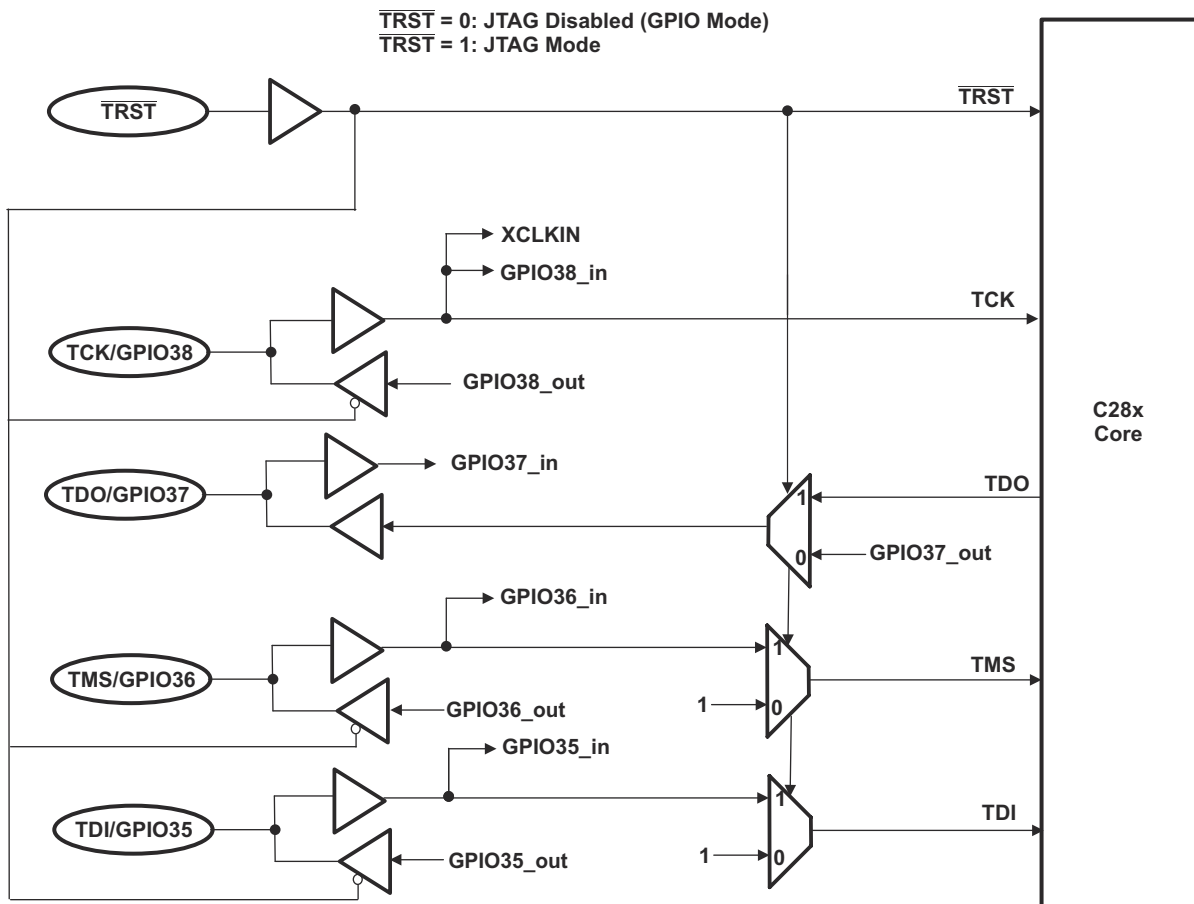 TRST = 0: JTAG Disabled (GPIO Mode)
TRST = 1: JTAG Mode
TRST
TRST
XCLKIN
GPIO38_in
TCK
TCK/GPIO38
GPIO38_out
C28x
Core
GPIO37_in
TDO/GPIO37
TDO
1
0
GPIO37_out
GPIO36_in
1
TMS/GPIO36
TMS
GPIO36_out
1
0
GPIO35_in
1
TDI/GPIO35
TDI
GPIO35_out
1
0